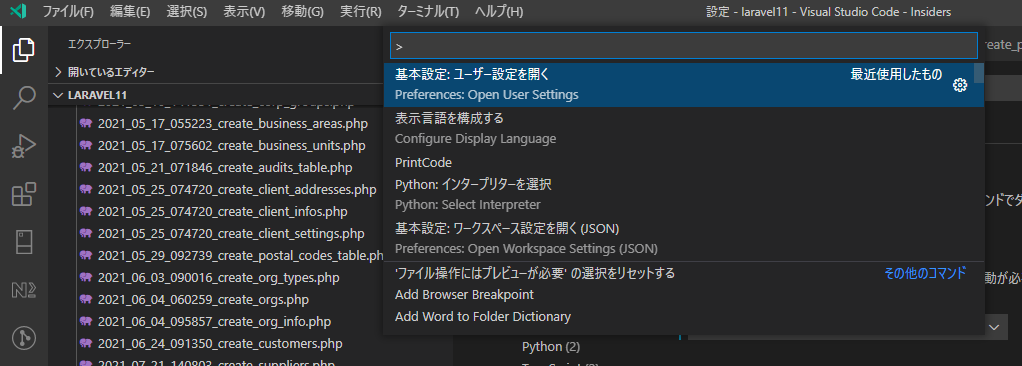 ファイル(F) 編集(E) 選択(S) 表示(V) 移動(G) 実行(R) ターミナル(T) ヘルプ(H) 設定 - laravel11 - Visual Studio Code - Insiders
エクスプローラー
>
開いているエディター
LARAVEL11
2021_05_17_055223_create_business_areas.php
2021_05_17_075602_create_business_units.php
2021_05_21_071846_create_audits_table.php
2021_05_25_074720_create_client_addresses.php
2021_05_25_074720_create_client_infos.php
2021_05_25_074720_create_client_settings.php
2021_05_29_092739_create_postal_codes_table.ph
2021_06_03_090016_create_org_types.php
2021_06_04_060259_create_orgs.php
2021_06_04_095857_create_org_info.php
2021_06_24_091350_create_customers.php
2021_07_21_140803_create_suppliers.php
基本設定: ユーザー設定を開く 最近使用したもの
Preferences: Open User Settings
表示言語を構成する
Configure Display Language
PrintCode
Python: インタープリターを選択
Python: Select Interpreter
基本設定: ワークスペース設定を開く (JSON)
Preferences: Open Workspace Settings (JSON)
'ファイル操作にはプレビューが必要' の選択をリセットする その他のコマンド
Add Browser Breakpoint
Add Word to Folder Dictionary
Python (2)
reate_p
ンドでダ
動が必